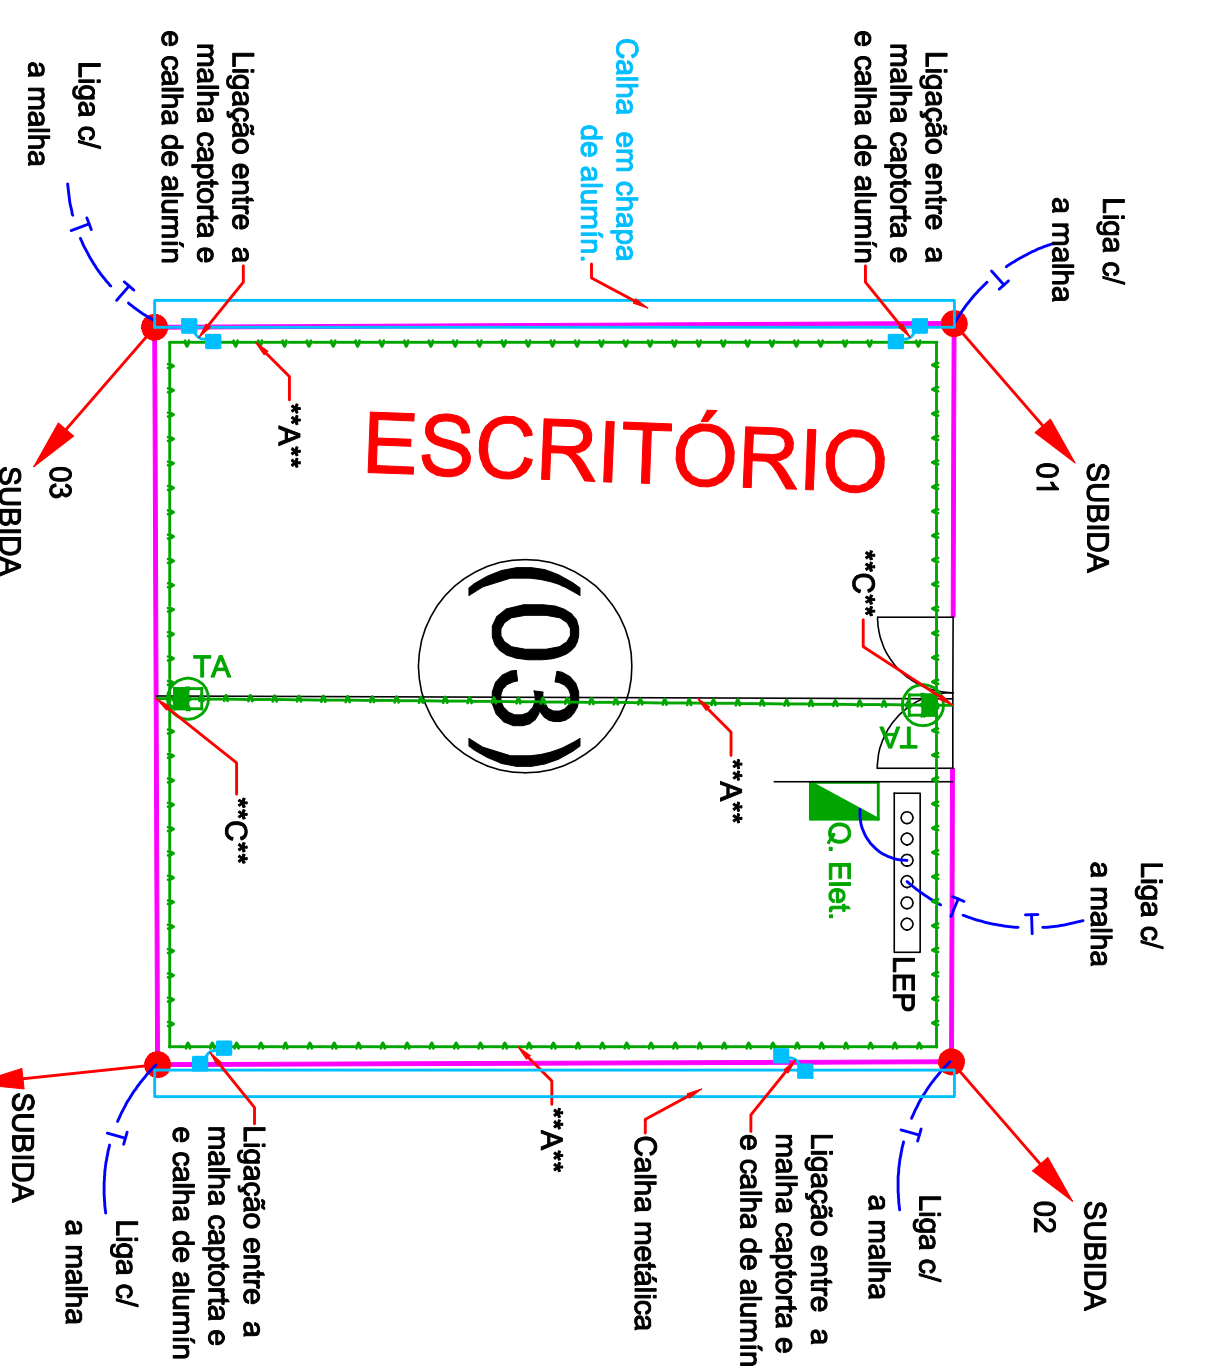 Liga c/
a malha
Ligação entre a
malha captorta e
e calha de alumín
Calha em chapa
de alumín.
Ligação entre a
malha captorta e
e calha de alumín
Liga c/
a malha
SUBIDA
01
**C**
ESCRITÓRIO
**A**
03
SUBIDA
(03)
TA
TA
**A**
**C**
Q. Elet.
LEP
Liga c/
a malha
SUBIDA
02
Liga c/
a malha
Ligação entre a
malha captorta e
e calha de alumín
Calha metálica
**A**
Ligação entre a
malha captorta e
e calha de alumín
Liga c/
a malha
SUBIDA